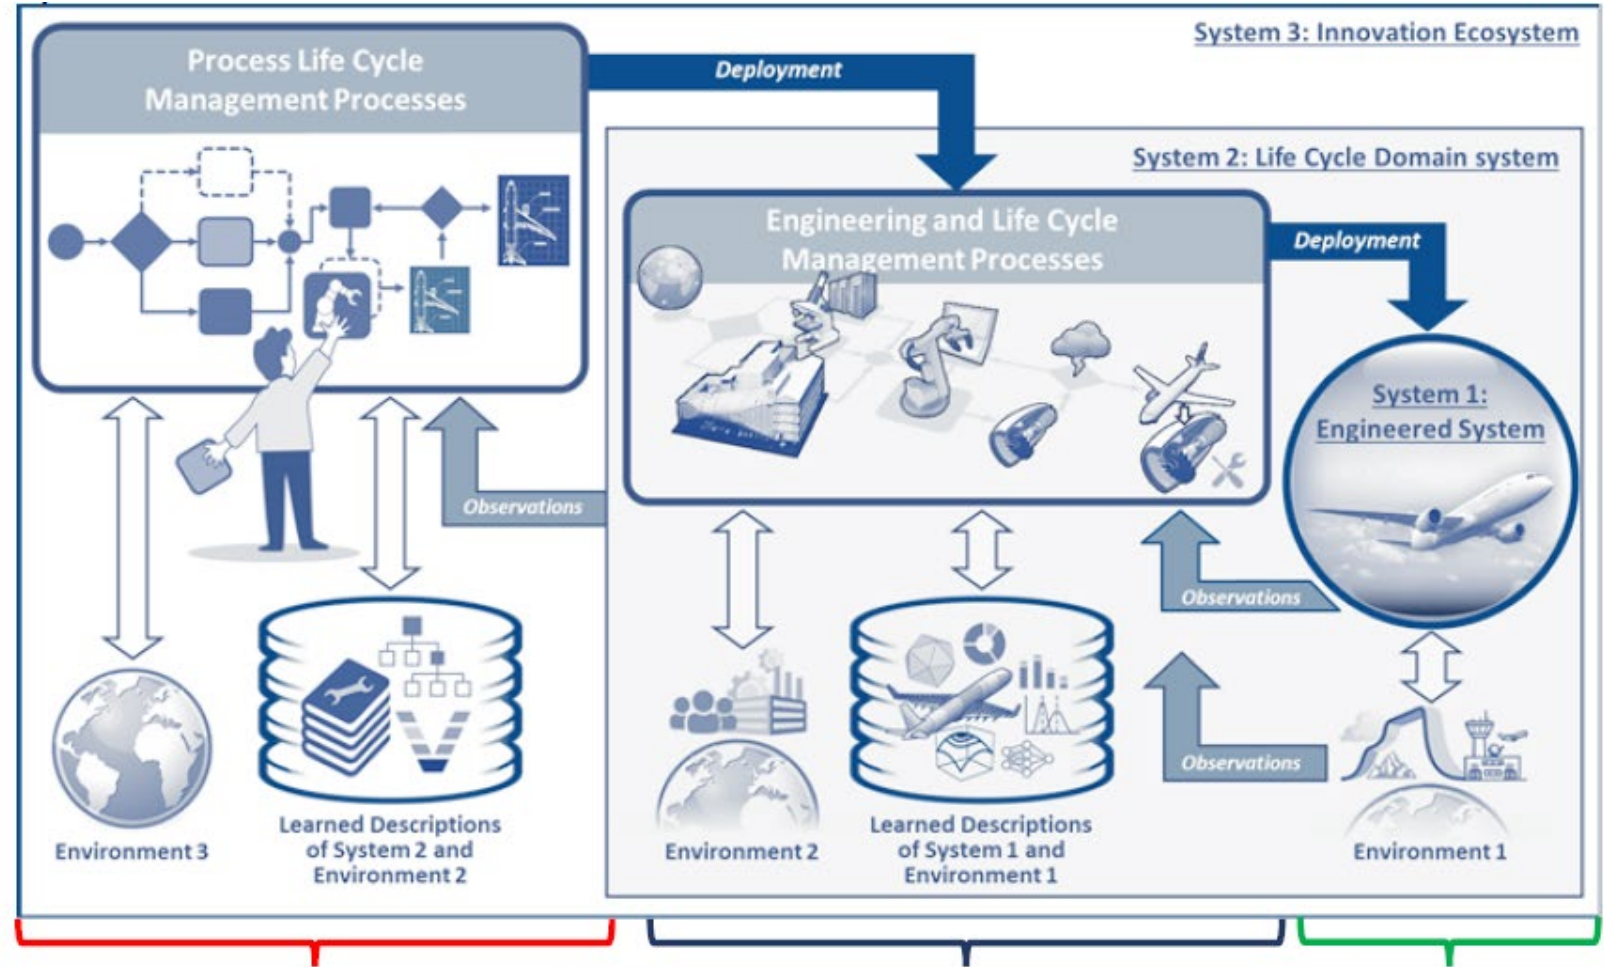 System 3: Innovation Ecosystem
Process Life Cycle
Management Processes
Deployment
System 2: Life Cycle Domain system
Engineering and Life Cycle
Management Processes
Deployment
System 1:
Engineered System
Observations
Observations
Observations
Environment 3
Learned Descriptions
of System 2 and
Environment 2
Environment 2
Learned Descriptions
of System 1 and
Environment 1
Environment 1